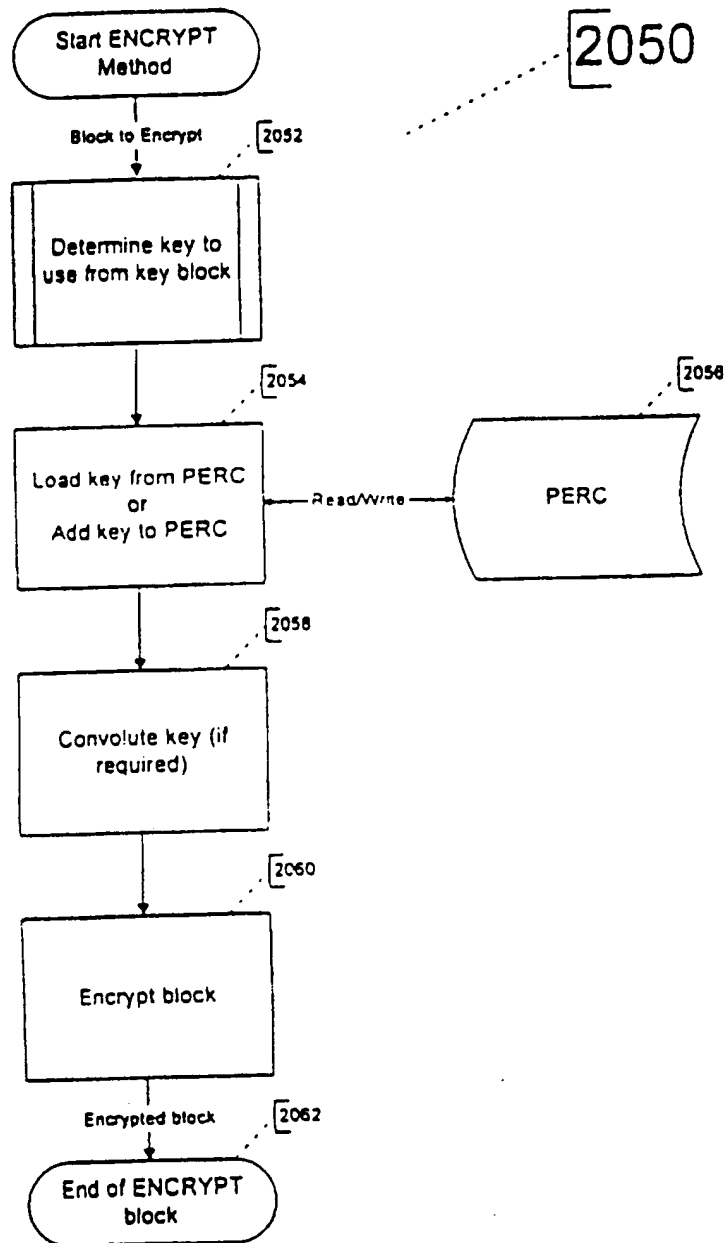 Start ENCRYPT
Method
2050
Block to Encrypt
2052
Determine key to
use from key block
2054
2056
Load key from PERC
or
Add key to PERC
Read/Write
PERC
2058
Convolute key (if
required)
2060
Encrypt block
Encrypted block
2062
End of ENCRYPT
block